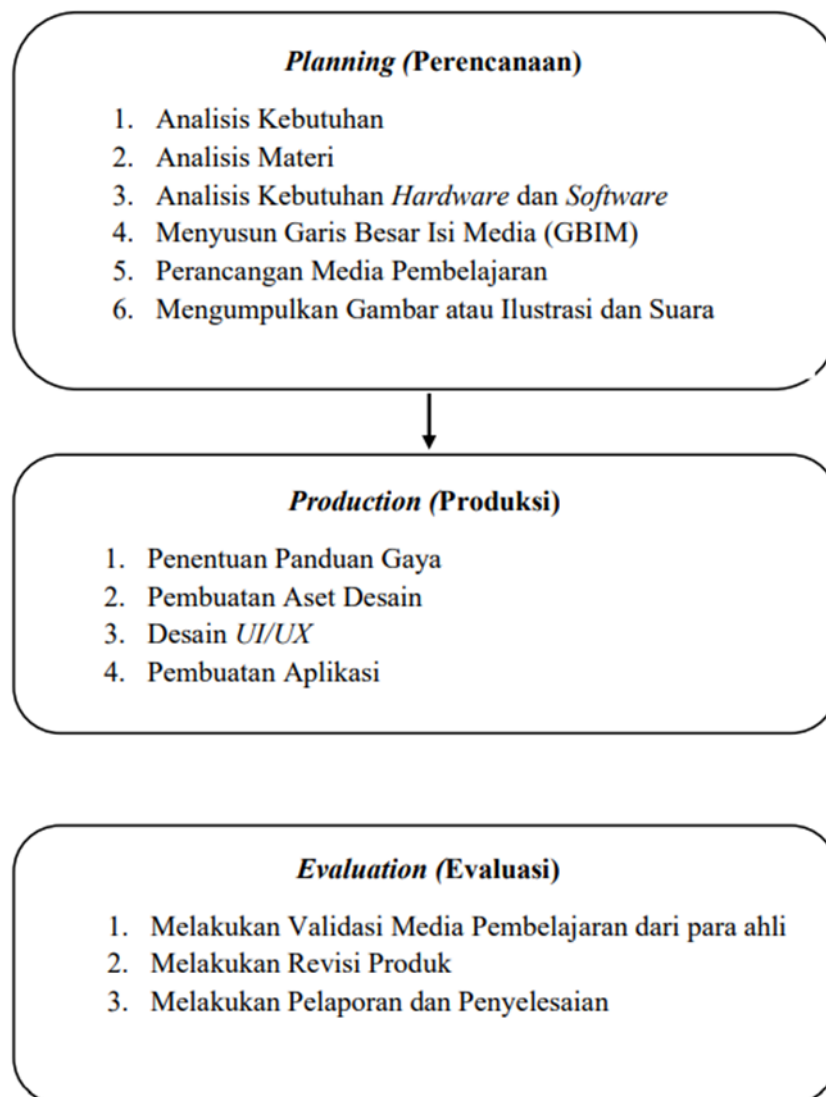 Planning (Perencanaan)
1. Analisis Kebutuhan
2. Analisis Materi
3. Analisis Kebutuhan Hardware dan Software
4. Menyusun Garis Besar Isi Media (GBIM)
5. Perancangan Media Pembelajaran
6. Mengumpulkan Gambar atau Ilustrasi dan Suara
Production (Produksi)
1. Penentuan Panduan Gaya
2. Pembuatan Aset Desain
3. Desain UI/UX
4. Pembuatan Aplikasi
Evaluation (Evaluasi)
1. Melakukan Validasi Media Pembelajaran dari para ahli
2. Melakukan Revisi Produk
3. Melakukan Pelaporan dan Penyelesaian